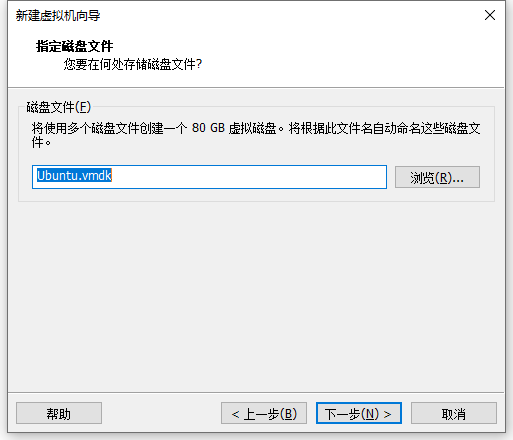 新建虚拟机向导
指定磁盘文件
您要在何处存储磁盘文件?
磁盘文件(F)
将使用多个磁盘文件创建一个 80 GB 虚拟磁盘。将根据此文件名自动命名这些磁盘文
件。
Ubuntu.vmdk
浏览(R)...
帮助
< 上一步(B)
下一步(N) >
取消